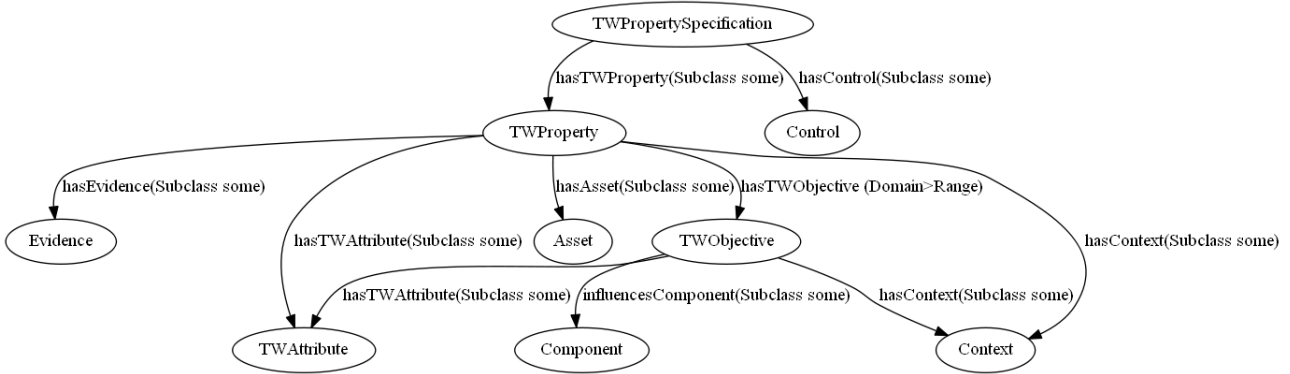 TWPropertySpecification
hasTWProperty(Subclass some)
hasControl(Subclass some)
TWProperty
Control
hasEvidence(Subclass some)
hasAsset(Subclass some)
hasTWObjective (Domain>Range)
Evidence
hasTWAttribute(Subclass some)
Asset
TWObjective
hasContext(Subclass some)
hasTWAttribute(Subclass some)
influencesComponent(Subclass some)
hasContext(Subclass some)
TWAttribute
Component
Context